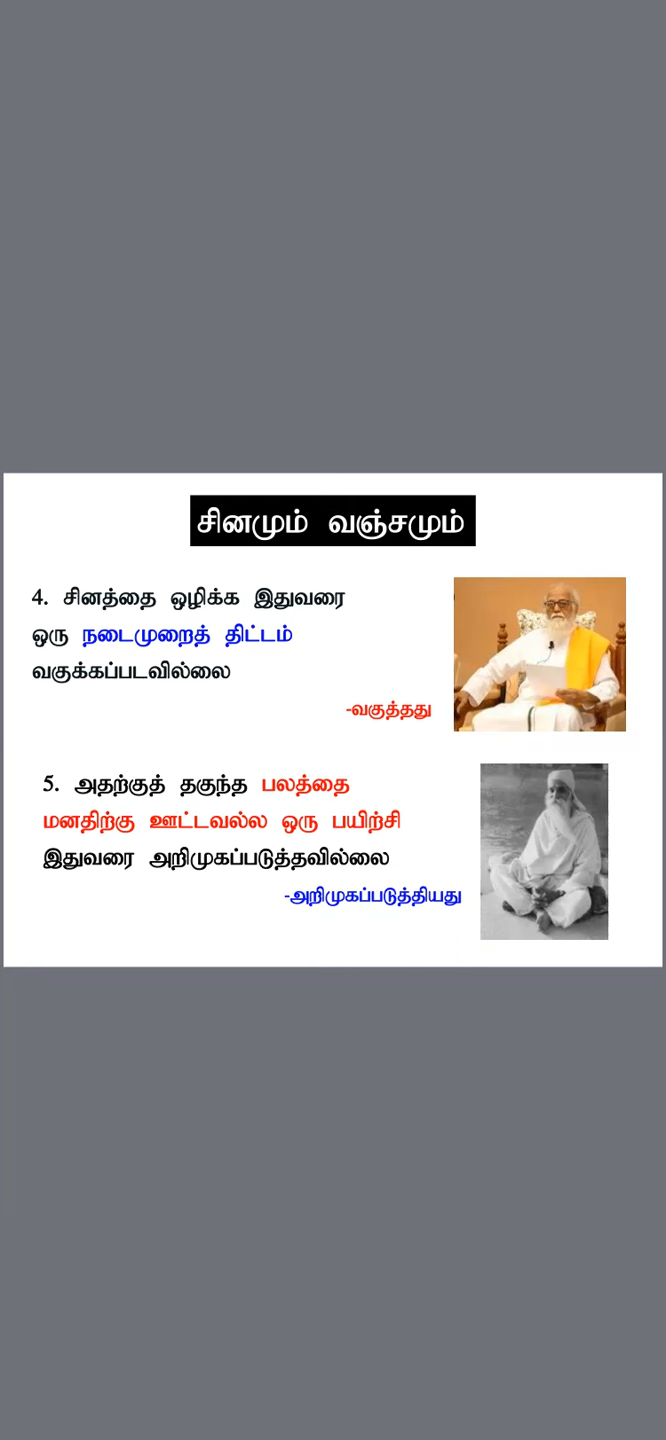 சினமும் வஞ்சமும்
4. சினத்தை ஒழிக்க இதுவரை
ஒரு நடைமுறைத் திட்டம்
வகுக்கப்படவில்லை
-வகுத்தது
5. அதற்குத் தகுந்த பலத்தை
மனதிற்கு ஊட்டவல்ல ஒரு பயிற்சி
இதுவரை அறிமுகப்படுத்தவில்லை
-அறிமுகப்படுத்தியது